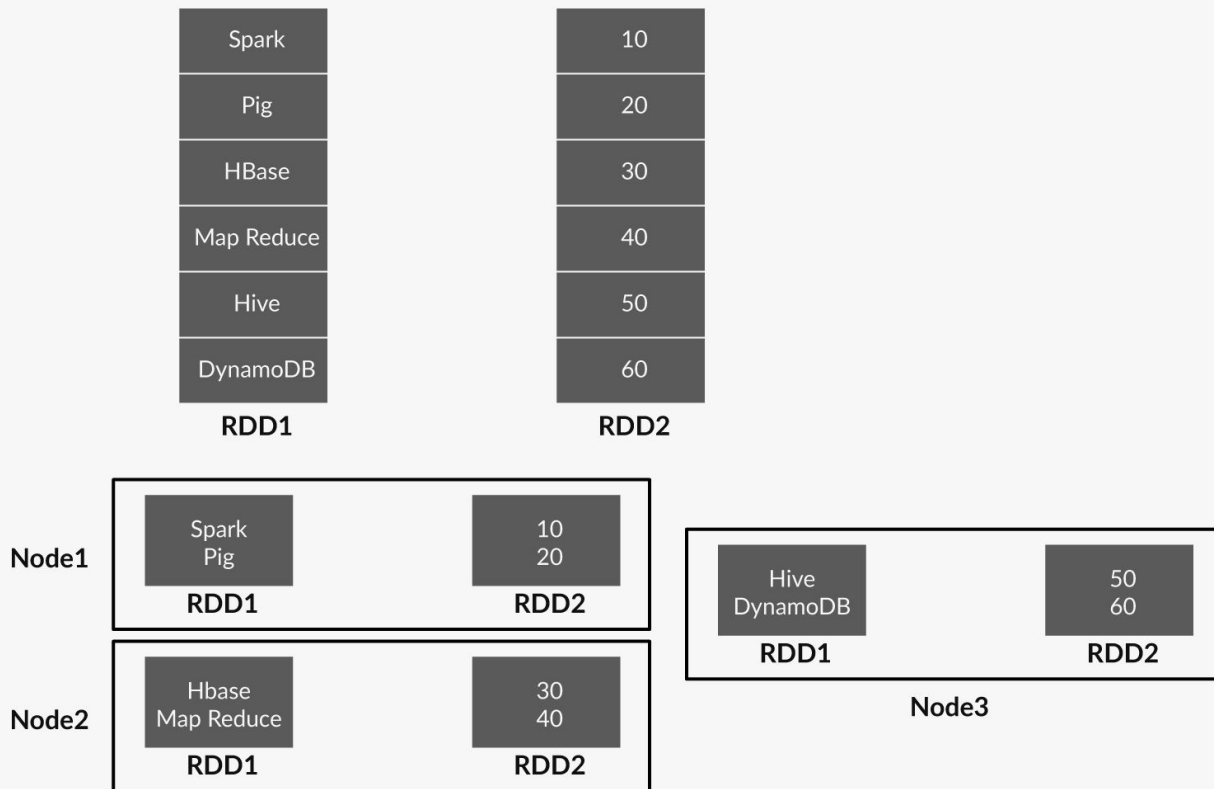 Spark
Pig
HBase
Map Reduce
Hive
DynamoDB
RDD1
10
20
30
40
50
60
RDD2
Node1
Spark
Pig
RDD1
10
20
RDD2
Node2
Hbase
Map Reduce
RDD1
30
40
RDD2
Hive
DynamoDB
RDD1
50
60
RDD2
Node3